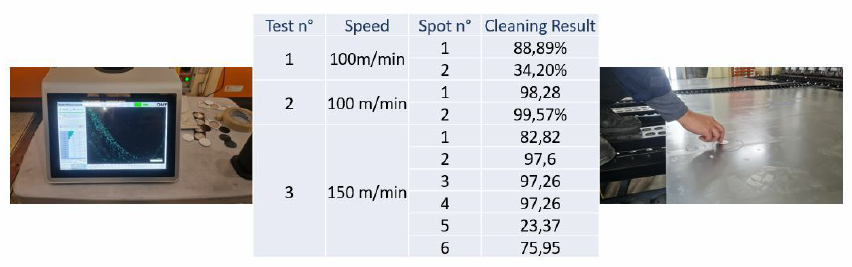 Test n° Speed Spot n° Cleaning Result
1 100m/min 1 88,89%
2 34,20%
2 100 m/min 1 98,28
2 99,57%
3 150 m/min 1 82,82
2 97,6
3 97,26
4 97,26
5 23,37
6 75,95